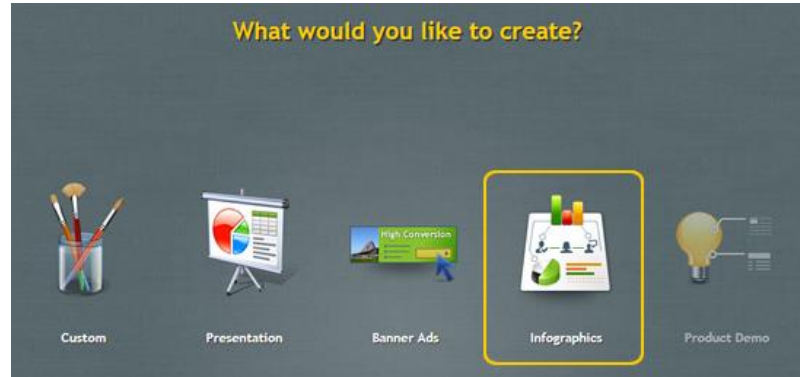 What would you like to create?
High Conversion
Custom
Presentation
Banner Ads
Infographics
Product Demo